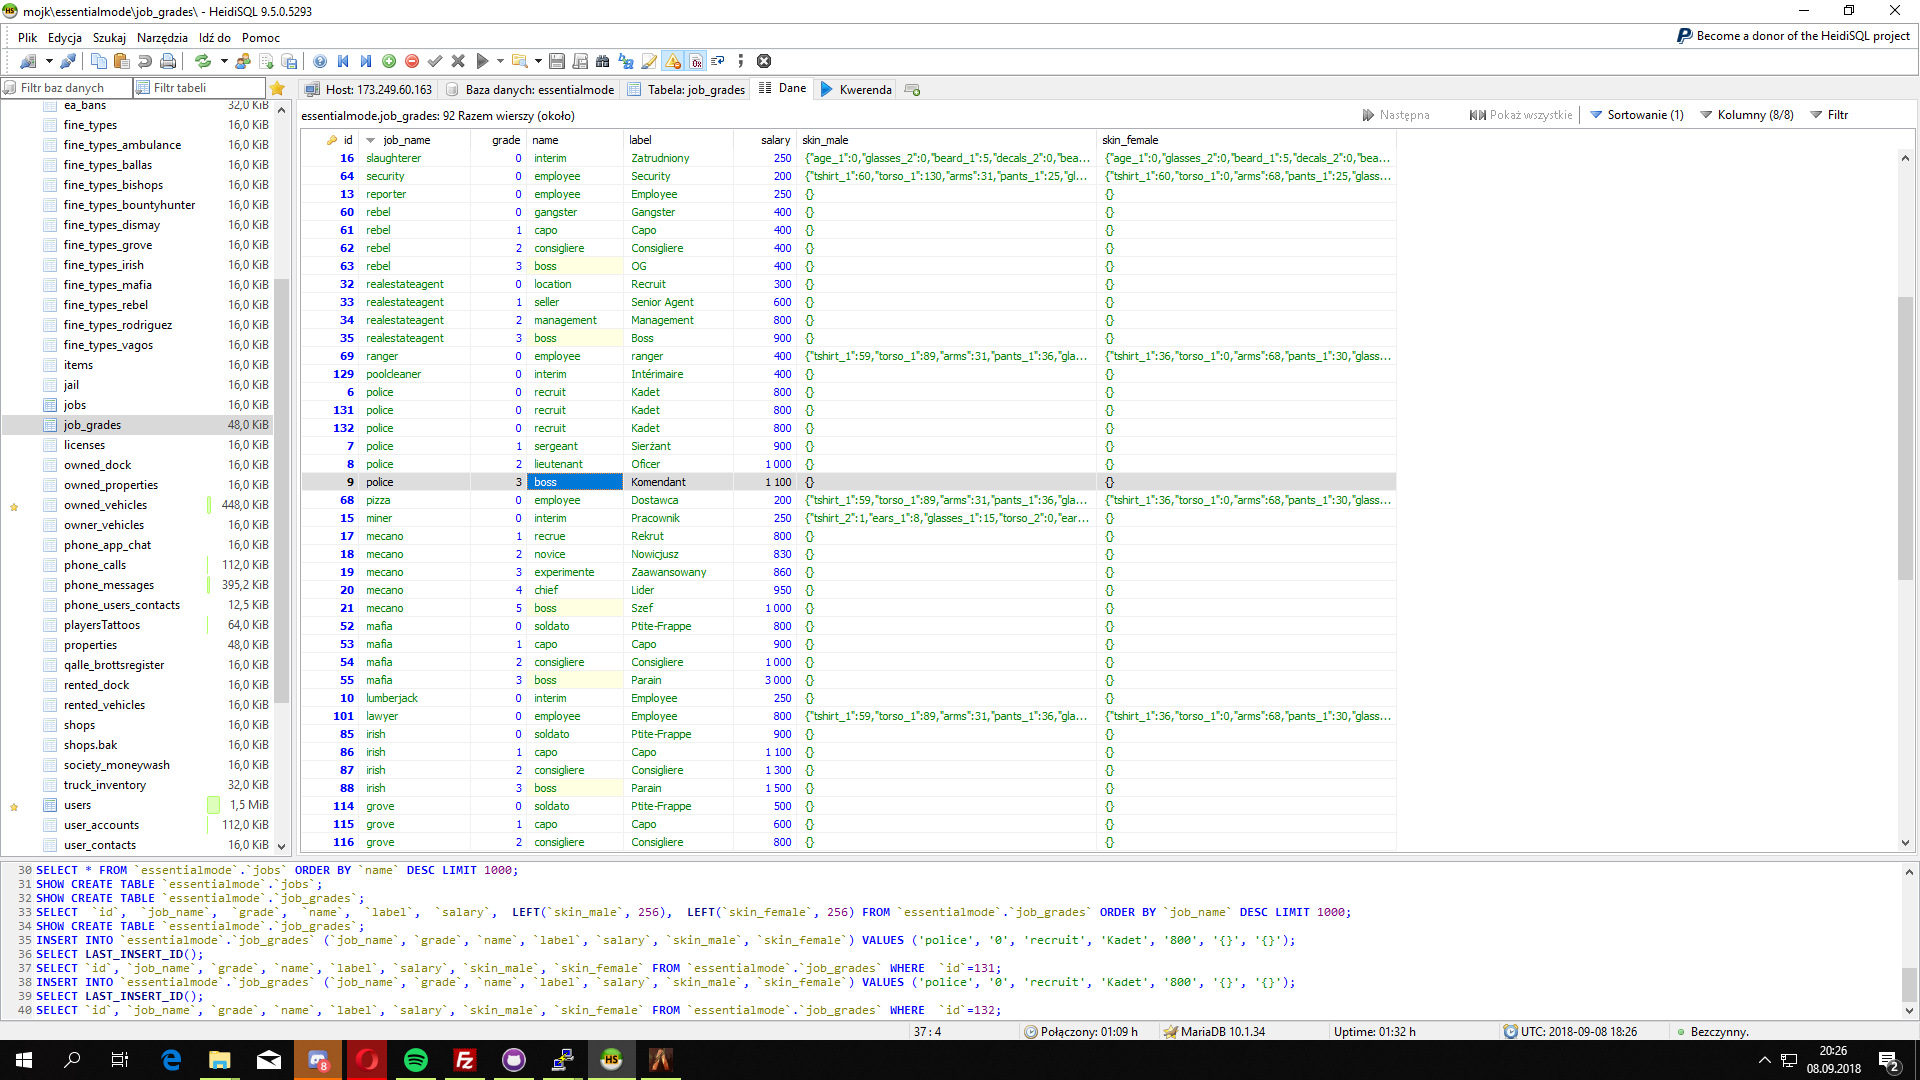 mojk\essentialmode\job_grades\ - HeidiSQL 9.5.0.5293
Plik Edycja Szukaj Narzędzia Idź do Pomoc
Become a donor of the HeidiSQL project
Filtr baz danych
Filtr tabeli
Host: 173.249.60.163
Baza danych: essentialmode
Tabela: job_grades
Dane
Kwerenda
ea_bans 32,0 KiB
fine_types 16,0 KiB
fine_types_ambulance 16,0 KiB
fine_types_ballas 16,0 KiB
fine_types_bishops 16,0 KiB
fine_types_bountyhunter 16,0 KiB
fine_types_dismay 16,0 KiB
fine_types_grove 16,0 KiB
fine_types_irish 16,0 KiB
fine_types_mafia 16,0 KiB
fine_types_rebel 16,0 KiB
fine_types_rodriguez 16,0 KiB
fine_types_vagos 16,0 KiB
items 16,0 KiB
jail 16,0 KiB
jobs 16,0 KiB
job_grades 48,0 KiB
licenses 16,0 KiB
owned_dock 16,0 KiB
owned_properties 16,0 KiB
owned_vehicles 448,0 KiB
owner_vehicles 16,0 KiB
phone_app_chat 16,0 KiB
phone_calls 112,0 KiB
phone_messages 395,2 KiB
phone_users_contacts 12,5 KiB
playersTattoos 64,0 KiB
properties 48,0 KiB
qalle_brottsregister 16,0 KiB
rented_dock 16,0 KiB
rented_vehicles 16,0 KiB
shops 16,0 KiB
shops.bak 16,0 KiB
society_moneywash 16,0 KiB
truck_inventory 32,0 KiB
users 1,5 MiB
user_accounts 112,0 KiB
user_contacts 16,0 KiB
essentialmode.job_grades: 92 Razem wierszy (około)
Następna Pokaż wszystkie Sortowanie (1) Kolumny (8/8) Filtr
id job_name grade name label salary skin_male skin_female
16 slaughterer 0 interim Zatrudniony 250 {"age_1":0,"glasses_2":0,"beard_1":5,"decals_2":0,"bea... {"age_1":0,"glasses_2":0,"beard_1":5,"decals_2":0,"bea...
64 security 0 employee Security 200 {"tshirt_1":60,"torso_1":130,"arms":31,"pants_1":25,"gl... {"tshirt_1":60,"torso_1":0,"arms":68,"pants_1":25,"glass...
13 reporter 0 employee Employee 250 {} {}
60 rebel 0 gangster Gangster 400 {} {}
61 rebel 1 capo Capo 400 {} {}
62 rebel 2 consigliere Consigliere 400 {} {}
63 rebel 3 boss OG 400 {} {}
32 realestateagent 0 location Recruit 300 {} {}
33 realestateagent 1 seller Senior Agent 600 {} {}
34 realestateagent 2 management Management 800 {} {}
35 realestateagent 3 boss Boss 900 {} {}
69 ranger 0 employee ranger 400 {"tshirt_1":59,"torso_1":89,"arms":31,"pants_1":36,"gla... {"tshirt_1":36,"torso_1":0,"arms":68,"pants_1":30,"glass...
129 poolcleaner 0 interim Intérimaire 400 {} {}
6 police 0 recruit Kadet 800 {} {}
131 police 0 recruit Kadet 800 {} {}
132 police 0 recruit Kadet 800 {} {}
7 police 1 sergeant Sierżant 900 {} {}
8 police 2 lieutenant Oficer 1 000 {} {}
9 police 3 boss Komendant 1 100 {} {}
68 pizza 0 employee Dostawca 200 {"tshirt_1":59,"torso_1":89,"arms":31,"pants_1":36,"gla... {"tshirt_1":36,"torso_1":0,"arms":68,"pants_1":30,"glass...
15 miner 0 interim Pracownik 250 {"tshirt_2":1,"ears_1":8,"glasses_1":15,"torso_2":0,"ear... {}
17 mecano 1 recrue Rekrut 800 {} {}
18 mecano 2 novice Nowicjusz 830 {} {}
19 mecano 3 experimente Zaawansowany 860 {} {}
20 mecano 4 chief Lider 950 {} {}
21 mecano 5 boss Szef 1 000 {} {}
52 mafia 0 soldato Ptite-Frappe 800 {} {}
53 mafia 1 capo Capo 900 {} {}
54 mafia 2 consigliere Consigliere 1 000 {} {}
55 mafia 3 boss Parain 3 000 {} {}
10 lumberjack 0 interim Employee 250 {} {}
101 lawyer 0 employee Employee 800 {"tshirt_1":59,"torso_1":89,"arms":31,"pants_1":36,"gla... {"tshirt_1":36,"torso_1":0,"arms":68,"pants_1":30,"glass...
85 irish 0 soldato Ptite-Frappe 900 {} {}
86 irish 1 capo Capo 1 100 {} {}
87 irish 2 consigliere Consigliere 1 300 {} {}
88 irish 3 boss Parain 1 500 {} {}
114 grove 0 soldato Ptite-Frappe 500 {} {}
115 grove 1 capo Capo 600 {} {}
116 grove 2 consigliere Consigliere 800 {} {}
30 SELECT * FROM `essentialmode`.`jobs` ORDER BY `name` DESC LIMIT 1000;
31 SHOW CREATE TABLE `essentialmode`.`jobs`;
32 SHOW CREATE TABLE `essentialmode`.`job_grades`;
33 SELECT `id`, `job_name`, `grade`, `name`, `label`, `salary`, LEFT(`skin_male`, 256), LEFT(`skin_female`, 256) FROM `essentialmode`.`job_grades` ORDER BY `job_name` DESC LIMIT 1000;
34 SHOW CREATE TABLE `essentialmode`.`job_grades`;
35 INSERT INTO `essentialmode`.`job_grades` (`job_name`, `grade`, `name`, `label`, `salary`, `skin_male`, `skin_female`) VALUES ('police', '0', 'recruit', 'Kadet', '800', '{}', '{}');
36 SELECT LAST_INSERT_ID();
37 SELECT `id`, `job_name`, `grade`, `name`, `label`, `salary`, `skin_male`, `skin_female` FROM `essentialmode`.`job_grades` WHERE `id`=131;
38 INSERT INTO `essentialmode`.`job_grades` (`job_name`, `grade`, `name`, `label`, `salary`, `skin_male`, `skin_female`) VALUES ('police', '0', 'recruit', 'Kadet', '800', '{}', '{}');
39 SELECT LAST_INSERT_ID();
40 SELECT `id`, `job_name`, `grade`, `name`, `label`, `salary`, `skin_male`, `skin_female` FROM `essentialmode`.`job_grades` WHERE `id`=132;
37 : 4 Połączony: 01:09 h MariaDB 10.1.34 Uptime: 01:32 h UTC: 2018-09-08 18:26 Bezczynny.
20:26
08.09.2018